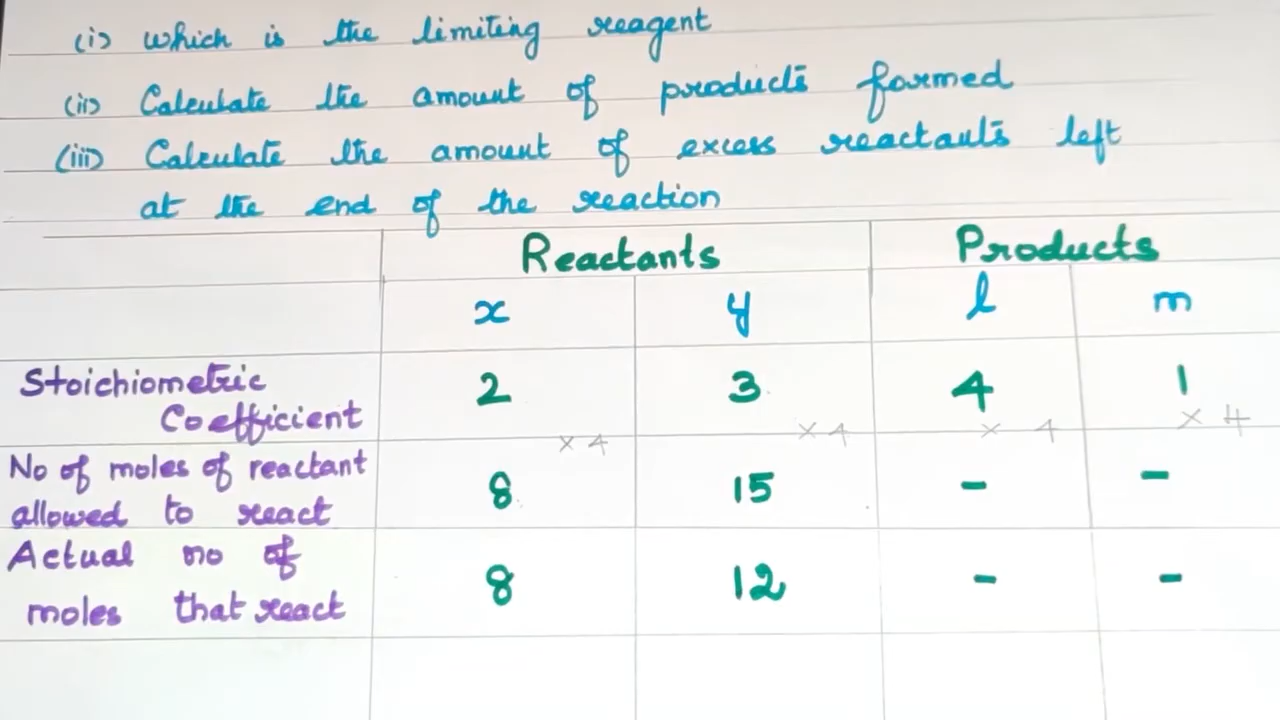 (i) which is the limiting reagent
(ii) Calculate the amount of products formed
(iii) Calculate the amount of excess reactants left
at the end of the reaction
Reactants Products
x y l m
Stoichiometric
Coefficient 2 3 4 1
× 4 × 4 × 4 × 4
No of moles of reactant
allowed to react 8 15 - -
Actual no of
moles that react 8 12 - -